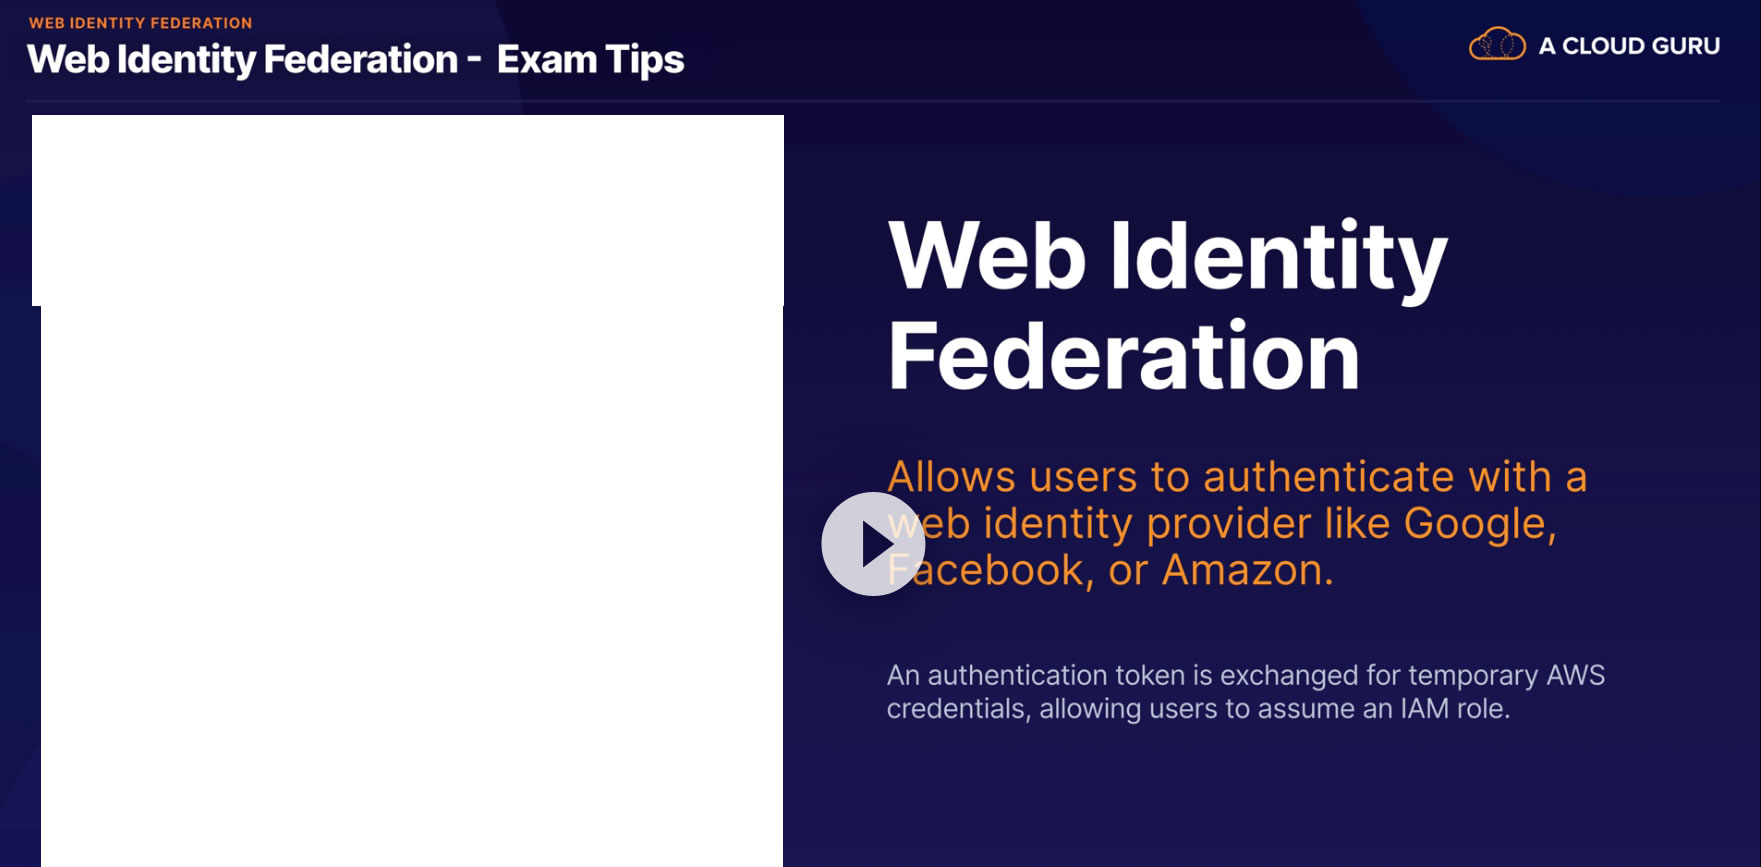 WEB IDENTITY FEDERATION
Web Identity Federation - Exam Tips
A CLOUD GURU
Web Identity
Federation
Allows users to authenticate with a
web identity provider like Google,
Facebook, or Amazon.
An authentication token is exchanged for temporary AWS
credentials, allowing users to assume an IAM role.